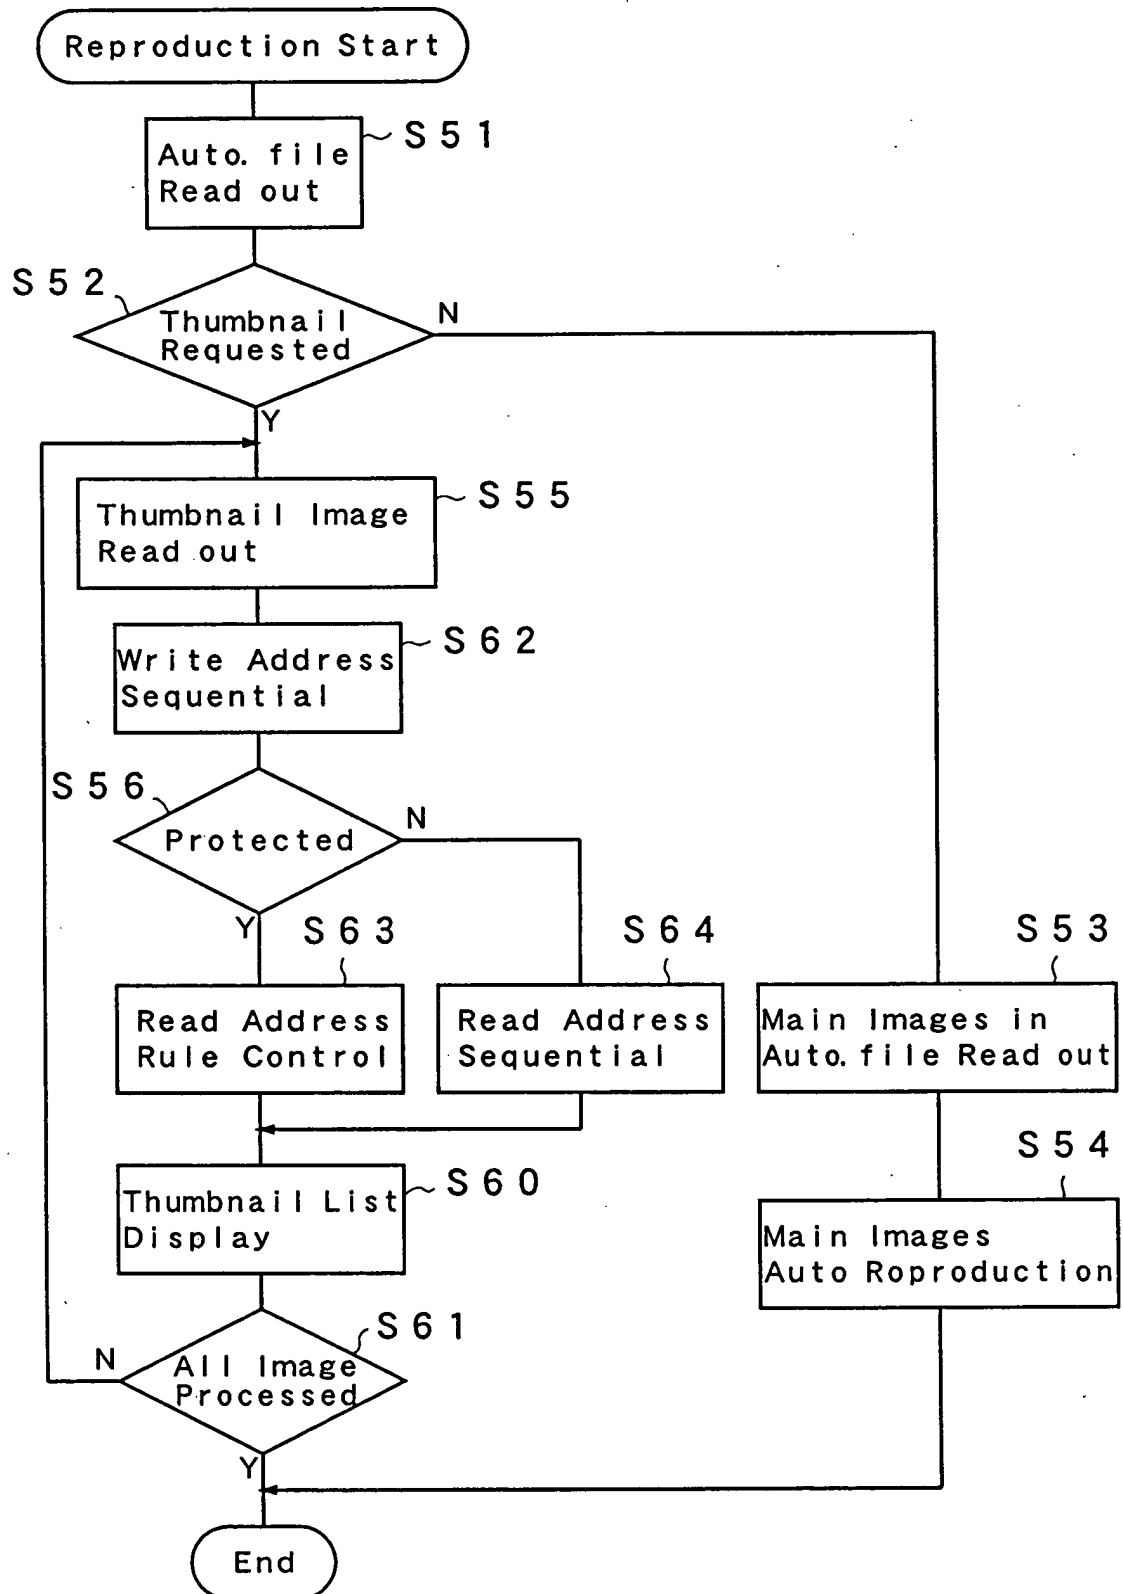 Reproduction Start
S51
Auto. file
Read out
S52
Thumbnail
Requested
N
Y
S55
Thumbnail Image
Read out
S62
Write Address
Sequential
S56
Protected
N
Y
S63
S64
S53
Read Address
Rule Control
Read Address
Sequential
Main Images in
Auto. file Read out
S60
Thumbnail List
Display
S54
Main Images
Auto Roproduction
S61
All Image
Processed
N
Y
End